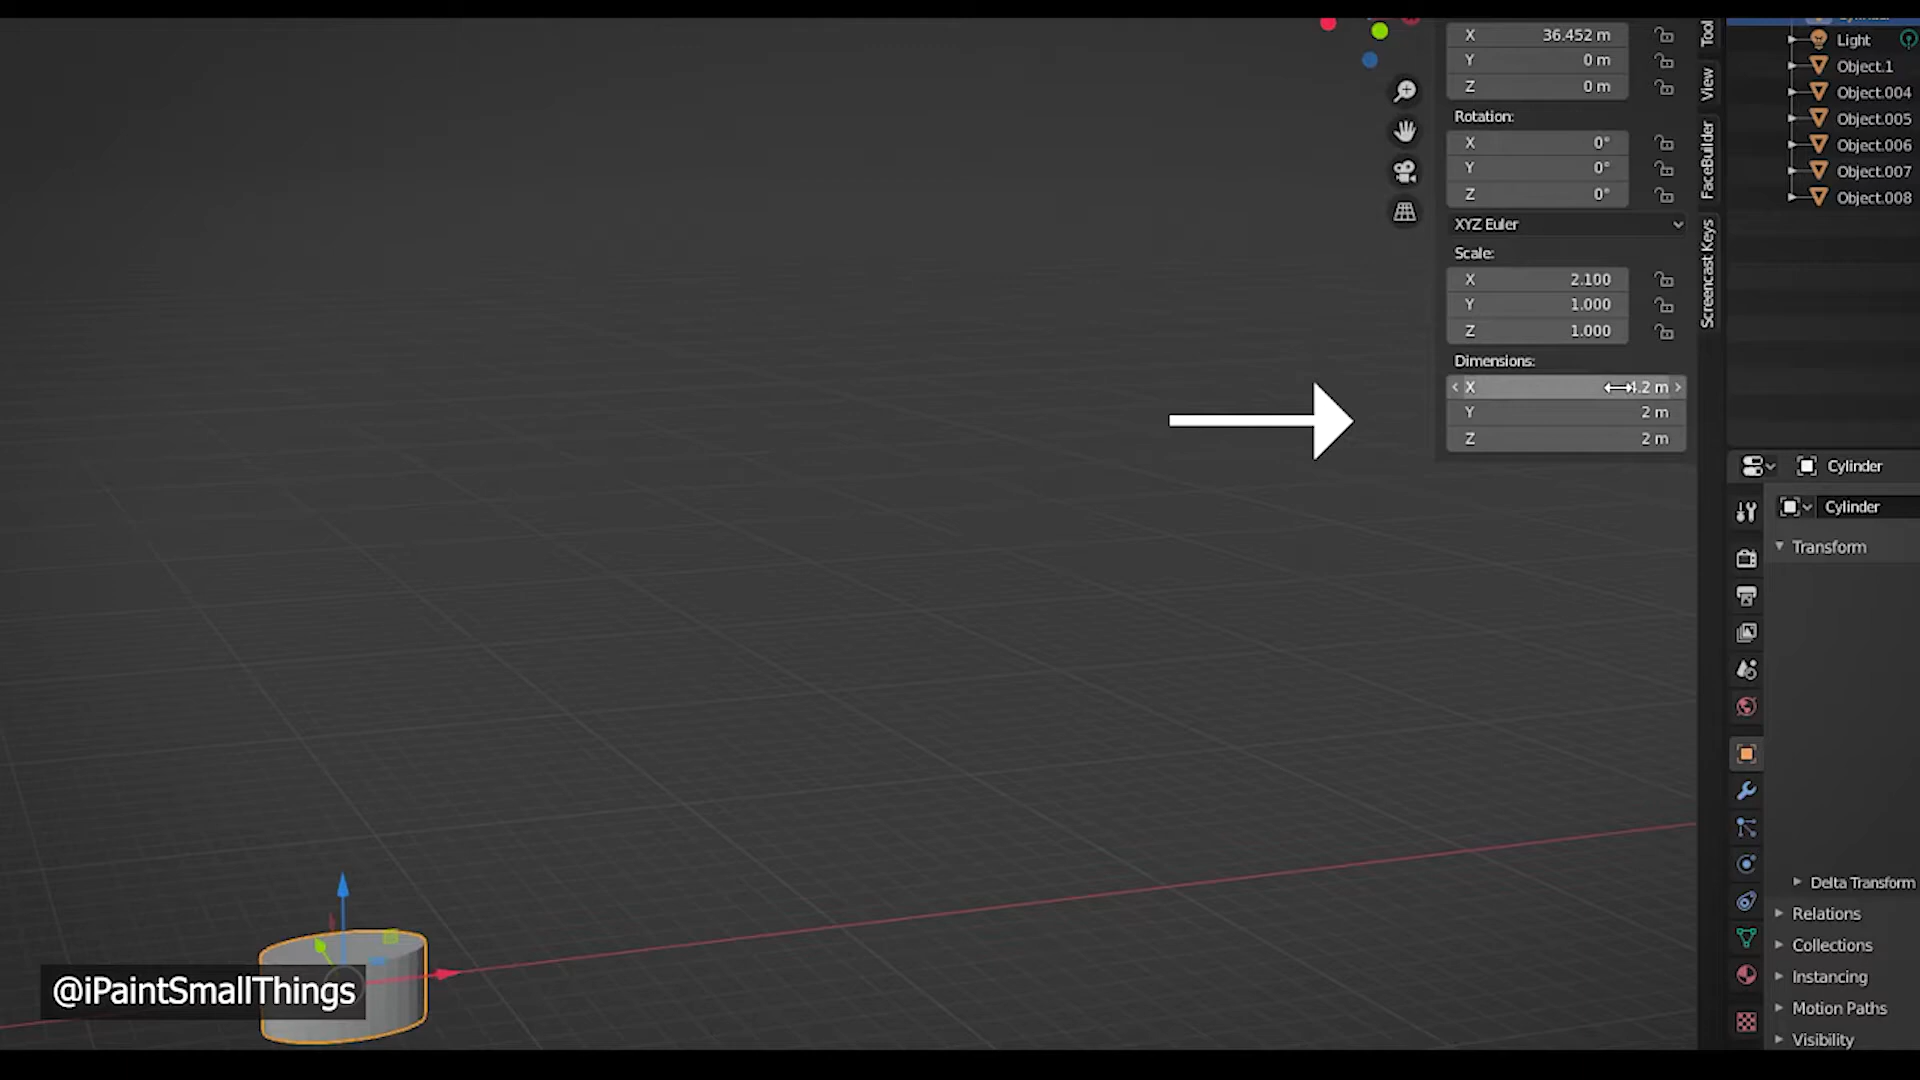 X 36.452 m
Y 0 m
Z 0 m
Rotation:
X 0°
Y 0°
Z 0°
XYZ Euler
Scale:
X 2.100
Y 1.000
Z 1.000
Dimensions:
X 4.2 m
Y 2 m
Z 2 m
Tool
View
FaceBuilder
Screencast Keys
Light
Object.1
Object.004
Object.005
Object.006
Object.007
Object.008
Cylinder
Cylinder
Transform
Delta Transform
Relations
Collections
Instancing
Motion Paths
Visibility
@iPaintSmallThings